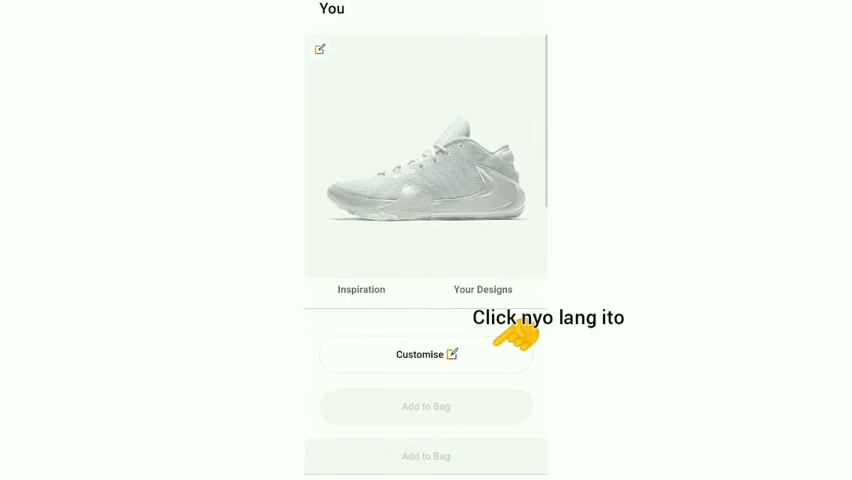 You
Inspiration
Your Designs
Click nyo lang ito
Customise
Add to Bag
Add to Bag